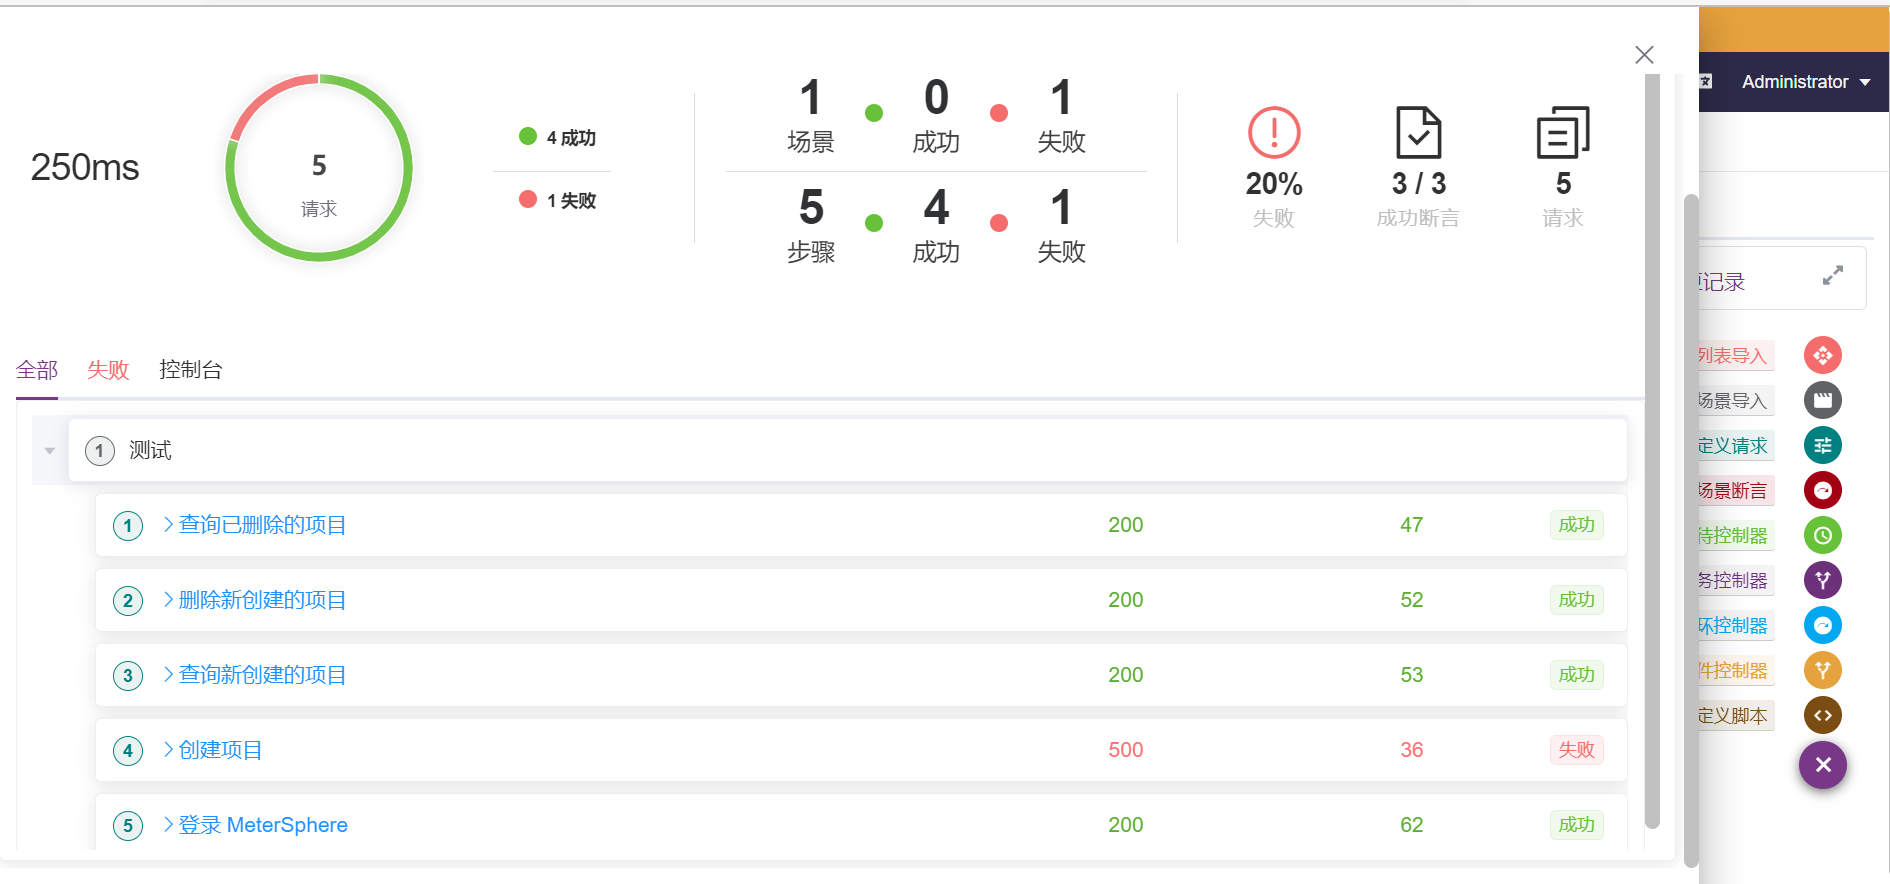 Administrator
250ms
5
请求
4 成功
1 失败
1
场景
0
成功
1
失败
5
步骤
4
成功
1
失败
20%
失败
3 / 3
成功断言
5
请求
全部 失败 控制台
1 测试
1 查询已删除的项目 200 47 成功
2 删除新创建的项目 200 52 成功
3 查询新创建的项目 200 53 成功
4 创建项目 500 36 失败
5 登录 MeterSphere 200 62 成功
记录
列表导入
场景导入
定义请求
场景断言
待控制器
务控制器
环控制器
件控制器
定义脚本